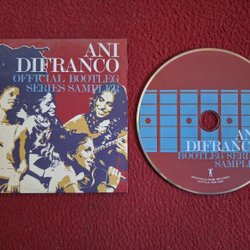 ANI
DIFRANCO
OFFICIAL BOOTLEG
SERIES SAMPLER
ANI
DIFRANCO
BOOTLEG SERIES
SAMPLER